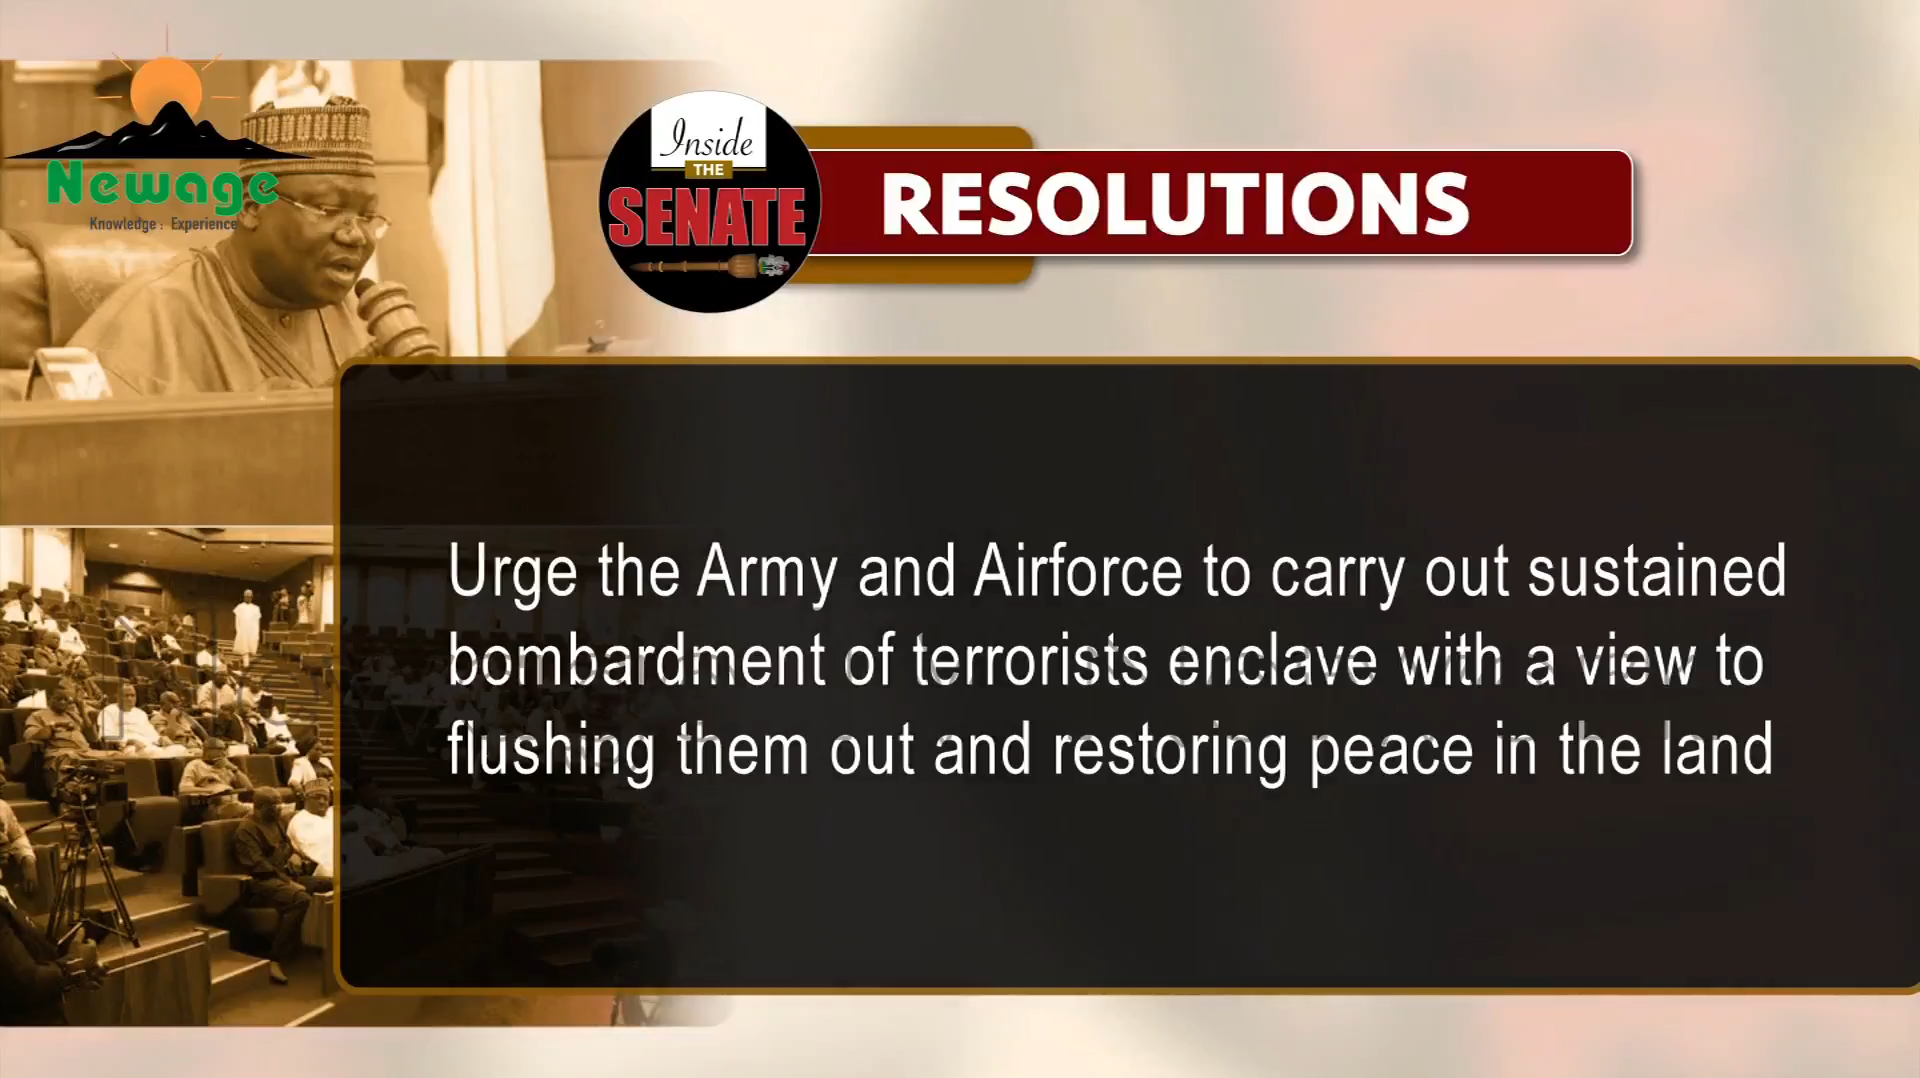 Newage
Knowledge : Experience
Inside
THE
SENATE
RESOLUTIONS
Urge the Army and Airforce to carry out sustained
bombardment of terrorists enclave with a view to
flushing them out and restoring peace in the land